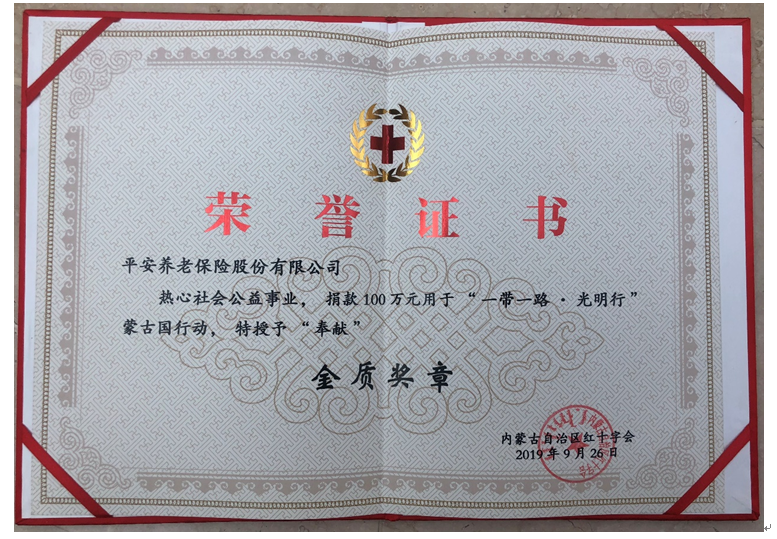 荣誉证书
平安养老保险股份有限公司
热心社会公益事业，捐款100万元用于“一带一路·光明行”
蒙古国行动，特授予“奉献”
金质奖章
内蒙古自治区红十字会
2019年9月26日